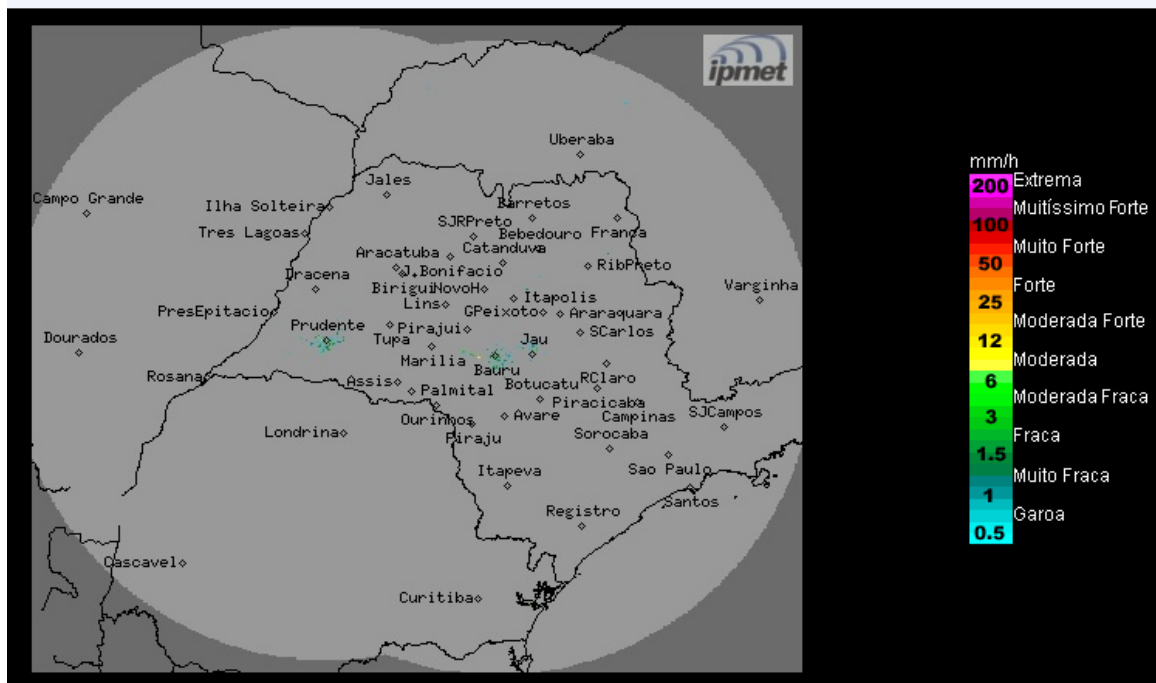 ipmet
Uberaba
Jales
Campo Grande
Ilha Solteira
Barretos
SJRPreto
Tres Lagoas
Bebedouro
Franca
Catanduva
Aracatuba
J.Bonifacio
RibPreto
Dracena
Birigui
NovoH
Itapolis
Varginha
Lins
PresEpitacio
GPeixoto
Araraquara
Prudente
Tupa
Pirajui
SCarlos
Dourados
Jau
Marilia
Bauru
Rosana
Assis
Palmital
Botucatu
RClaro
Piracicaba
Ourinhos
Avare
Campinas
SJCampos
Londrina
Piraju
Sorocaba
Itapeva
Sao Paulo
Santos
Registro
Cascavel
Curitiba
mm/h
200 Extrema
Muitíssimo Forte
100
Muito Forte
50
Forte
25
Moderada Forte
12
Moderada
6
Moderada Fraca
3
Fraca
1.5
Muito Fraca
1
Garoa
0.5